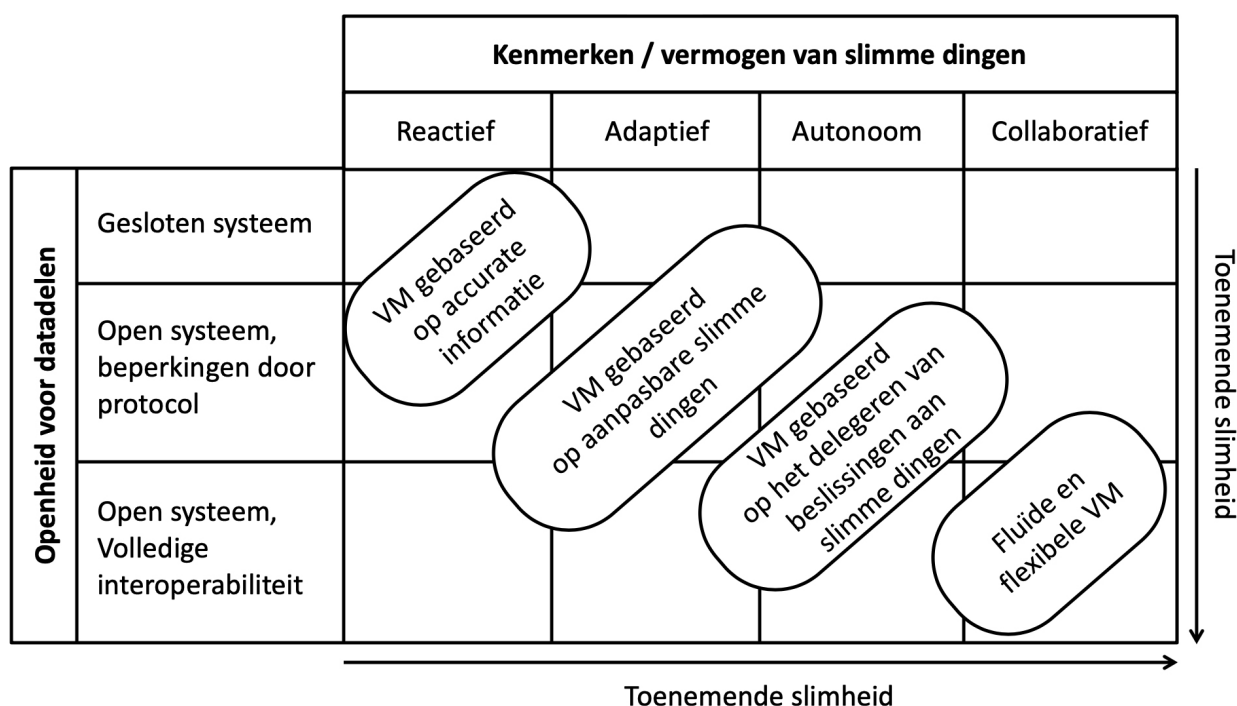 Kenmerken / vermogen van slimme dingen
Reactief
Adaptief
Autonoom
Collaboratief
Openheid voor datadelen
Gesloten systeem
Open systeem,
beperkingen door
protocol
Open systeem,
Volledige
interoperabiliteit
VM gebaseerd
op accurate
informatie
VM gebaseerd
op aanpasbare slimme
dingen
VM gebaseerd
op het delegeren van
beslissingen aan
slimme dingen
Fluïde en
flexibele VM
Toenemende slimheid
Toenemende slimheid